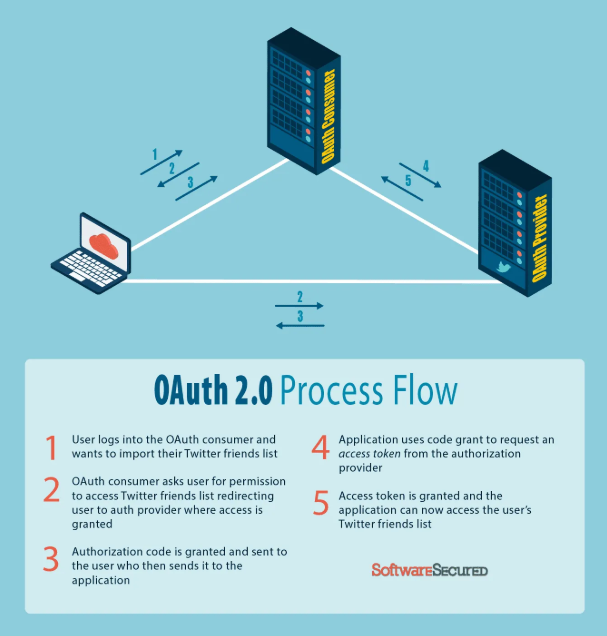 OAuth Consumer
1
2
3
4
5
OAuth Provider
2
3
OAuth 2.0 Process Flow
1 User logs into the OAuth consumer and
wants to import their Twitter friends list
2 OAuth consumer asks user for permission
to access Twitter friends list redirecting
user to auth provider where access is
granted
3 Authorization code is granted and sent to
the user who then sends it to the
application
4 Application uses code grant to request an
access token from the authorization
provider
5 Access token is granted and the
application can now access the user's
Twitter friends list
SoftwareSecured